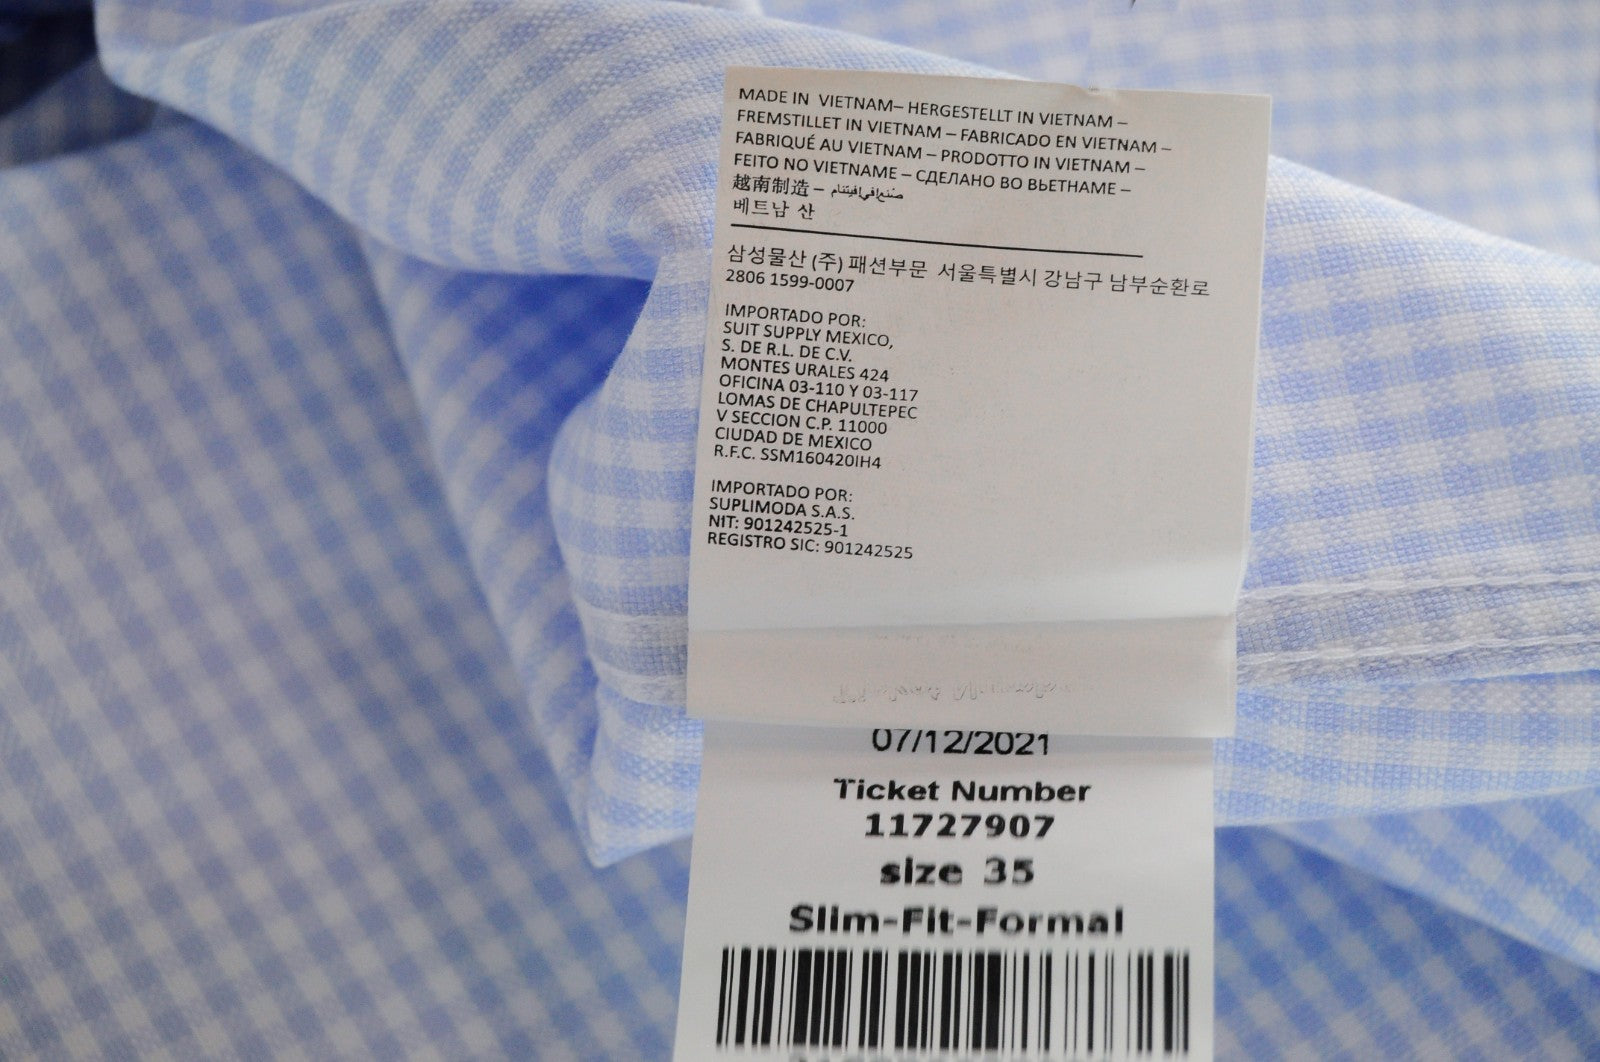 MADE IN VIETNAM– HERGESTELLT IN VIETNAM –
FREMSTILLET IN VIETNAM – FABRICADO EN VIETNAM –
FABRIQUÉ AU VIETNAM – PRODOTTO IN VIETNAM –
FEITO NO VIETNAME – СДЕЛАНО ВО ВЬЕТНАМЕ –
越南制造 – صنع في فيتنام
베트남 산
삼성물산 (주) 패션부문 서울특별시 강남구 남부순환로
2806 1599-0007
IMPORTADO POR:
SUIT SUPPLY MEXICO,
S. DE R.L. DE C.V.
MONTES URALES 424
OFICINA 03-110 Y 03-117
LOMAS DE CHAPULTEPEC
V SECCION C.P. 11000
CIUDAD DE MEXICO
R.F.C. SSM160420IH4
IMPORTADO POR:
SUPLIMODA S.A.S.
NIT: 901242525-1
REGISTRO SIC: 901242525
07/12/2021
Ticket Number
11727907
size 35
Slim-Fit-Formal